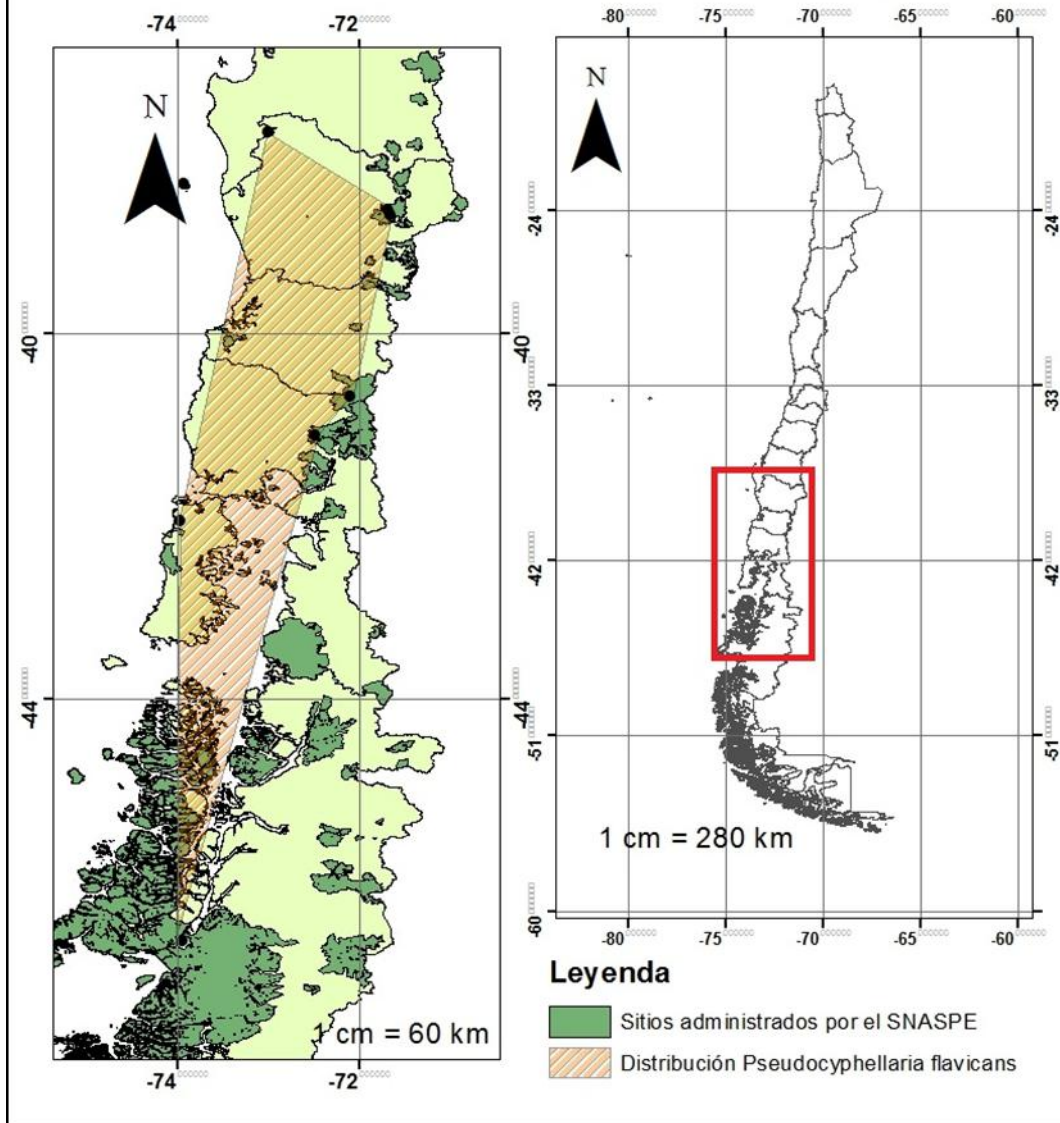 -74 -72
N
-40
-44
-74 -72
1 cm = 60 km
-80 -75 -70 -65 -60
N
-24 -24
-40
-33 -33
-42 -42
-51 -51
-60
1 cm = 280 km
-80 -75 -70 -65 -60
Leyenda
Sitios administrados por el SNASPE
Distribución Pseudocyphellaria flavicans